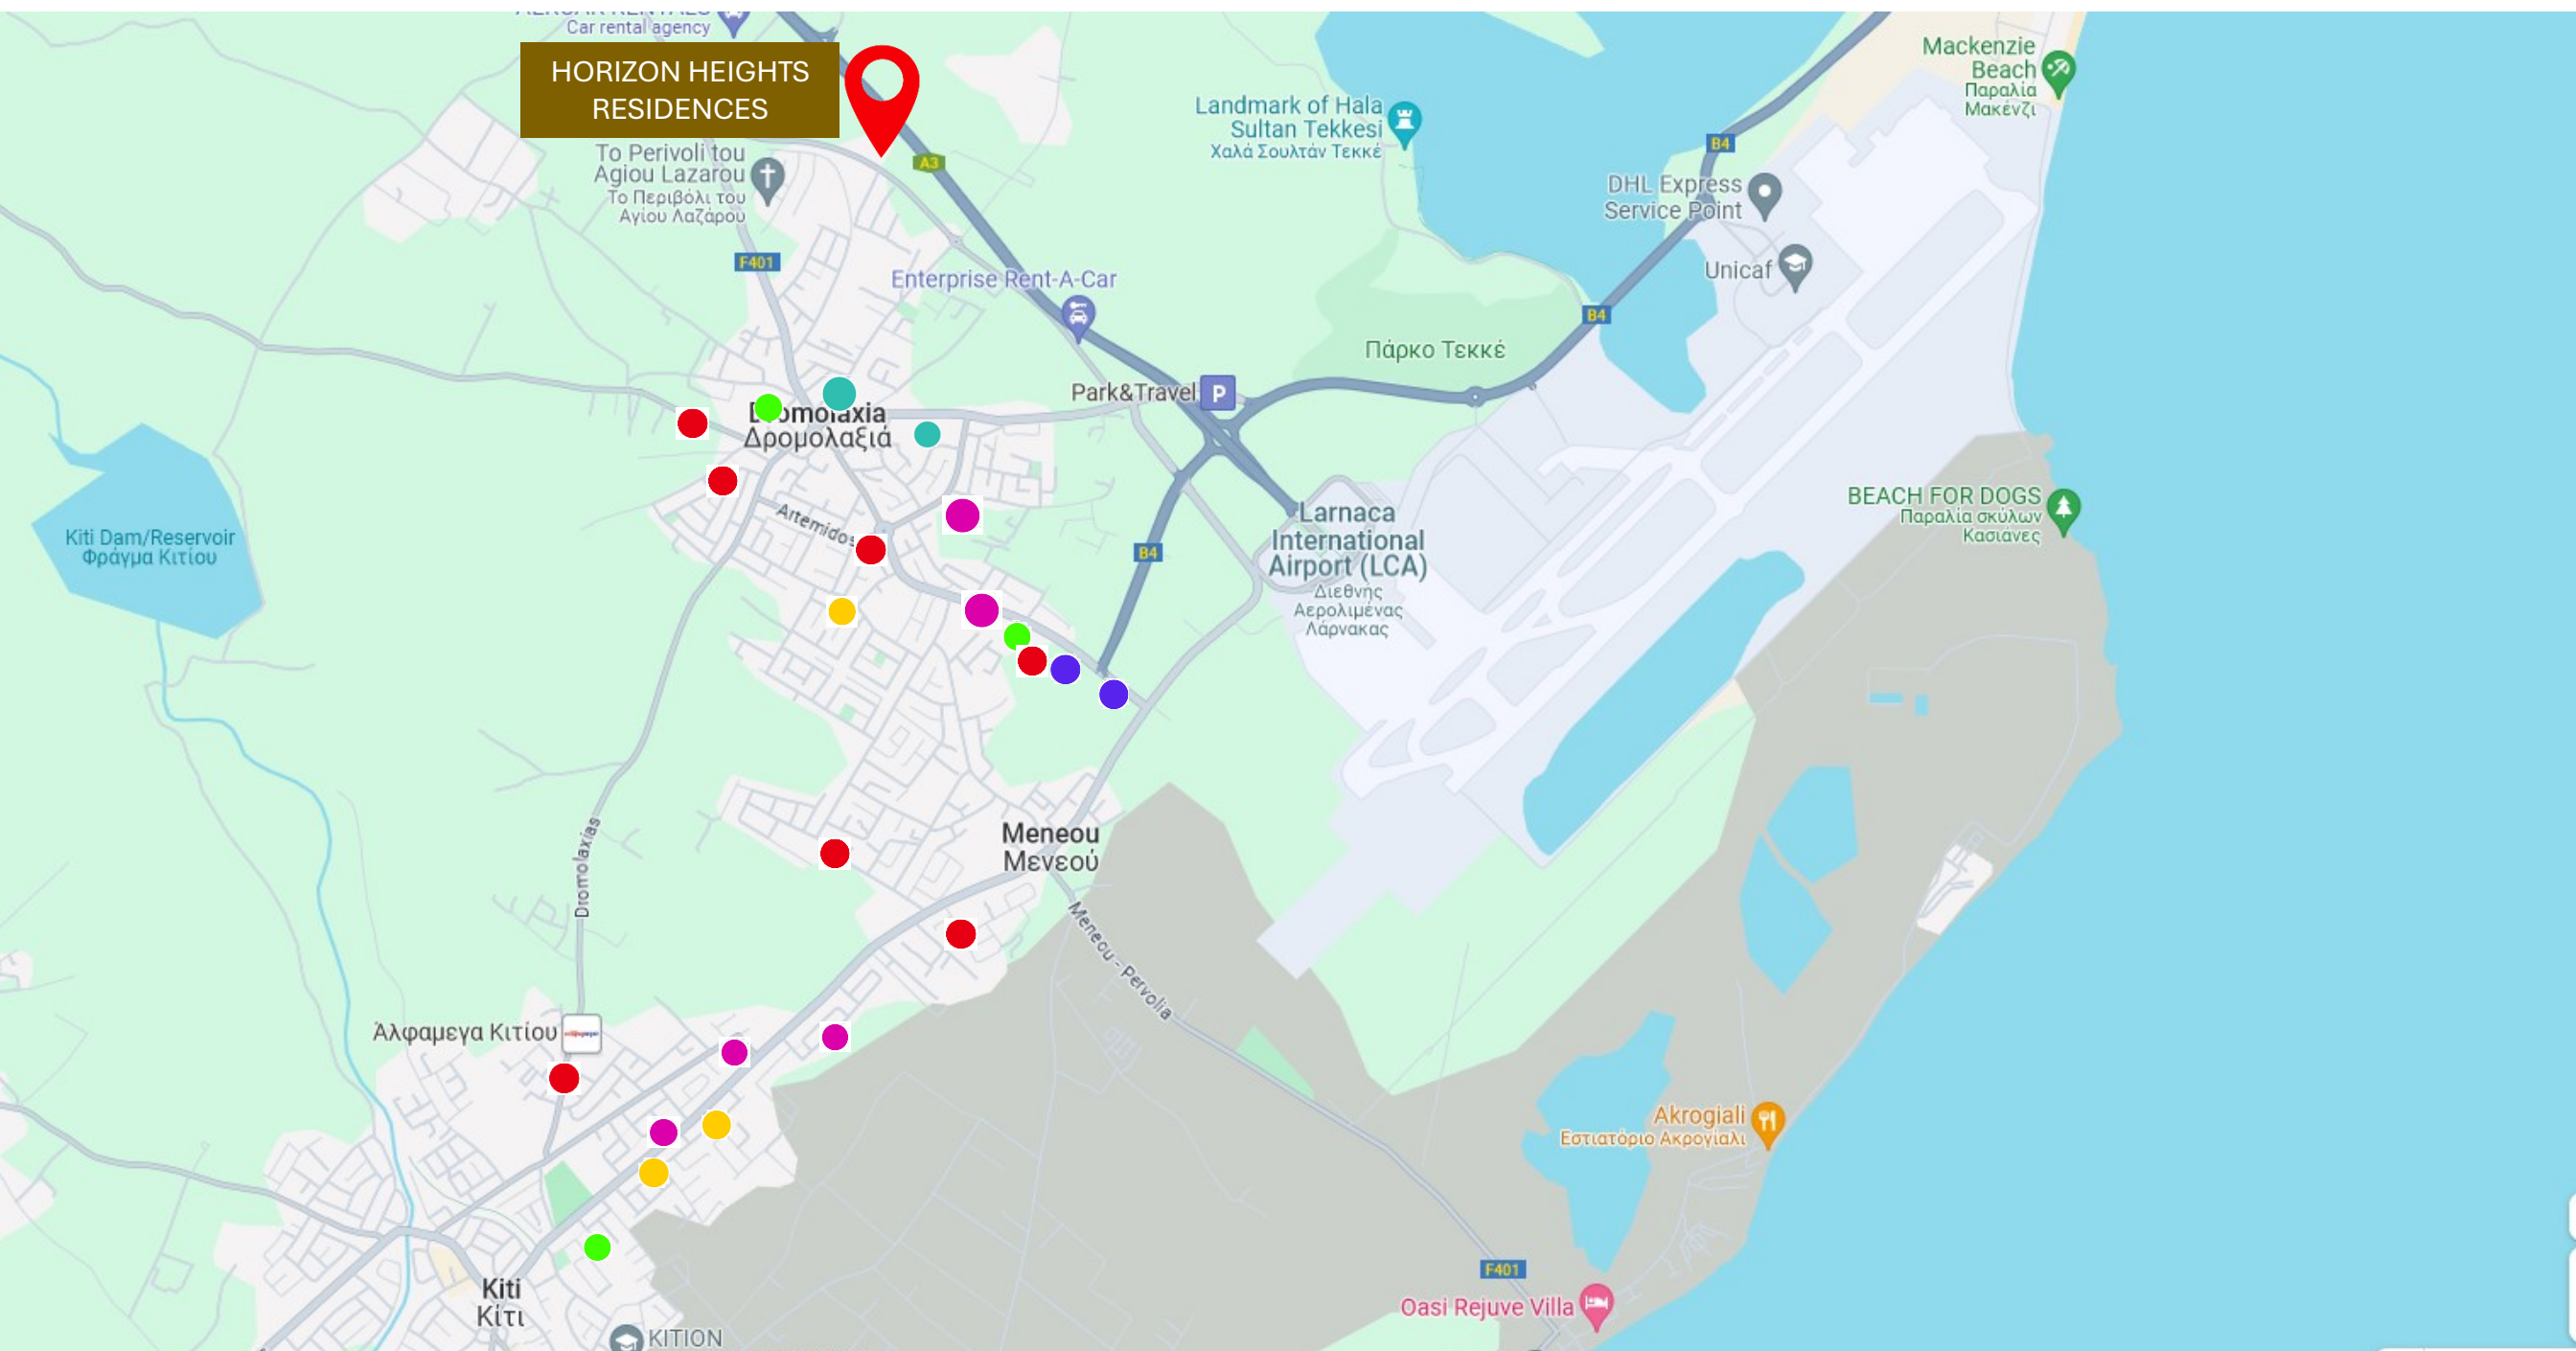 Car rental agency
HORIZON HEIGHTS
RESIDENCES
Mackenzie
Beach
Παραλία
Μακένζι
Landmark of Hala
Sultan Tekkesi
Χαλά Σουλτάν Τεκκέ
A3
B4
To Perivoli tou
Agiou Lazarou
Το Περιβόλι του
Αγίου Λαζάρου
DHL Express
Service Point
F401
Enterprise Rent-A-Car
Unicaf
B4
Πάρκο Τεκκέ
Park&Travel
P
Δρομολαξιά
Artemidos
BEACH FOR DOGS
Παραλία σκύλων
Κασιάνες
Larnaca
International
Airport (LCA)
Διεθνής
Αερολιμένας
Λάρνακας
Kiti Dam/Reservoir
Φράγμα Κιτίου
B4
Meneou
Μενεού
Dromolaxias
Meneou - Pervolia
Άλφαμεγα Κιτίου
Akrogiali
Εστιατόριο Ακρογιαλι
F401
Kiti
Κίτι
Oasi Rejuve Villa
KITION